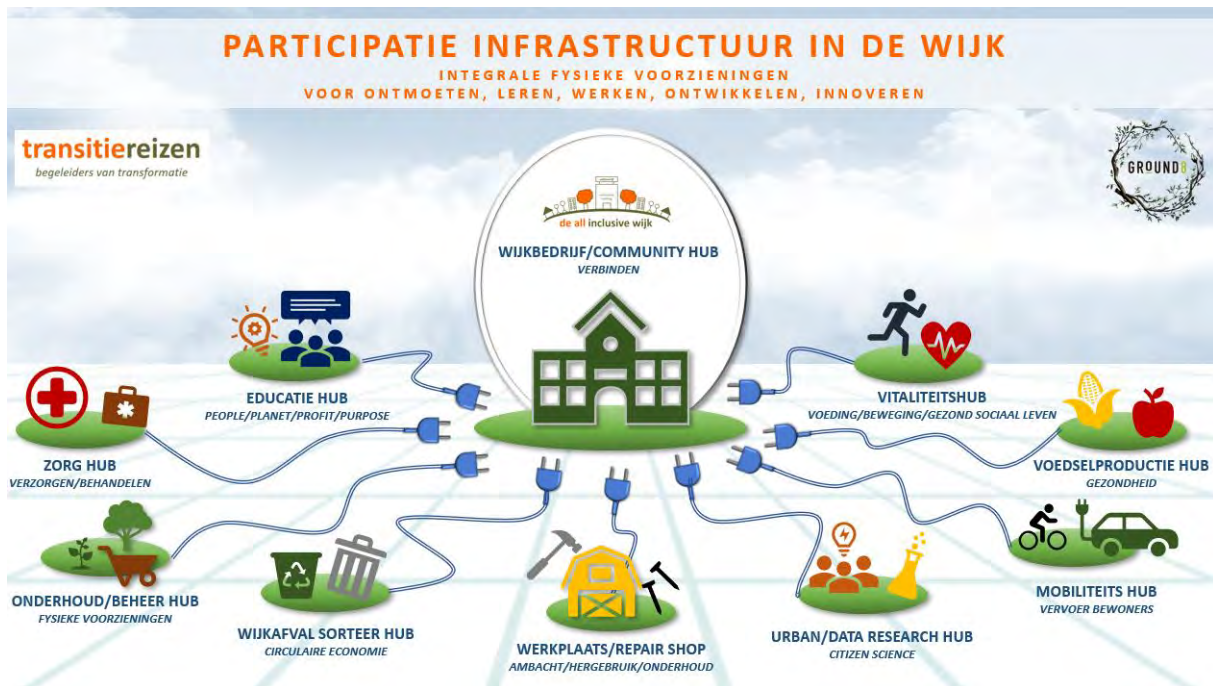 PARTICIPATIE INFRASTRUCTUUR IN DE WIJK
INTEGRALE FYSIEKE VOORZIENINGEN
VOOR ONTMOETEN, LEREN, WERKEN, ONTWIKKELEN, INNOVEREN
transitiereizen
begeleiders van transformatie
GROUND8
de all inclusive wijk
WIJKBEDRIJF/COMMUNITY HUB
VERBINDEN
EDUCATIE HUB
PEOPLE/PLANET/PROFIT/PURPOSE
VITALITEITSHUB
VOEDING/BEWEGING/GEZOND SOCIAAL LEVEN
ZORG HUB
VERZORGEN/BEHANDELEN
VOEDSELPRODUCTIE HUB
GEZONDHEID
ONDERHOUD/BEHEER HUB
FYSIEKE VOORZIENINGEN
MOBILITEITS HUB
VERVOER BEWONERS
WIJKAFVAL SORTEER HUB
CIRCULAIRE ECONOMIE
WERKPLAATS/REPAIR SHOP
AMBACHT/HERGEBRUIK/ONDERHOUD
URBAN/DATA RESEARCH HUB
CITIZEN SCIENCE